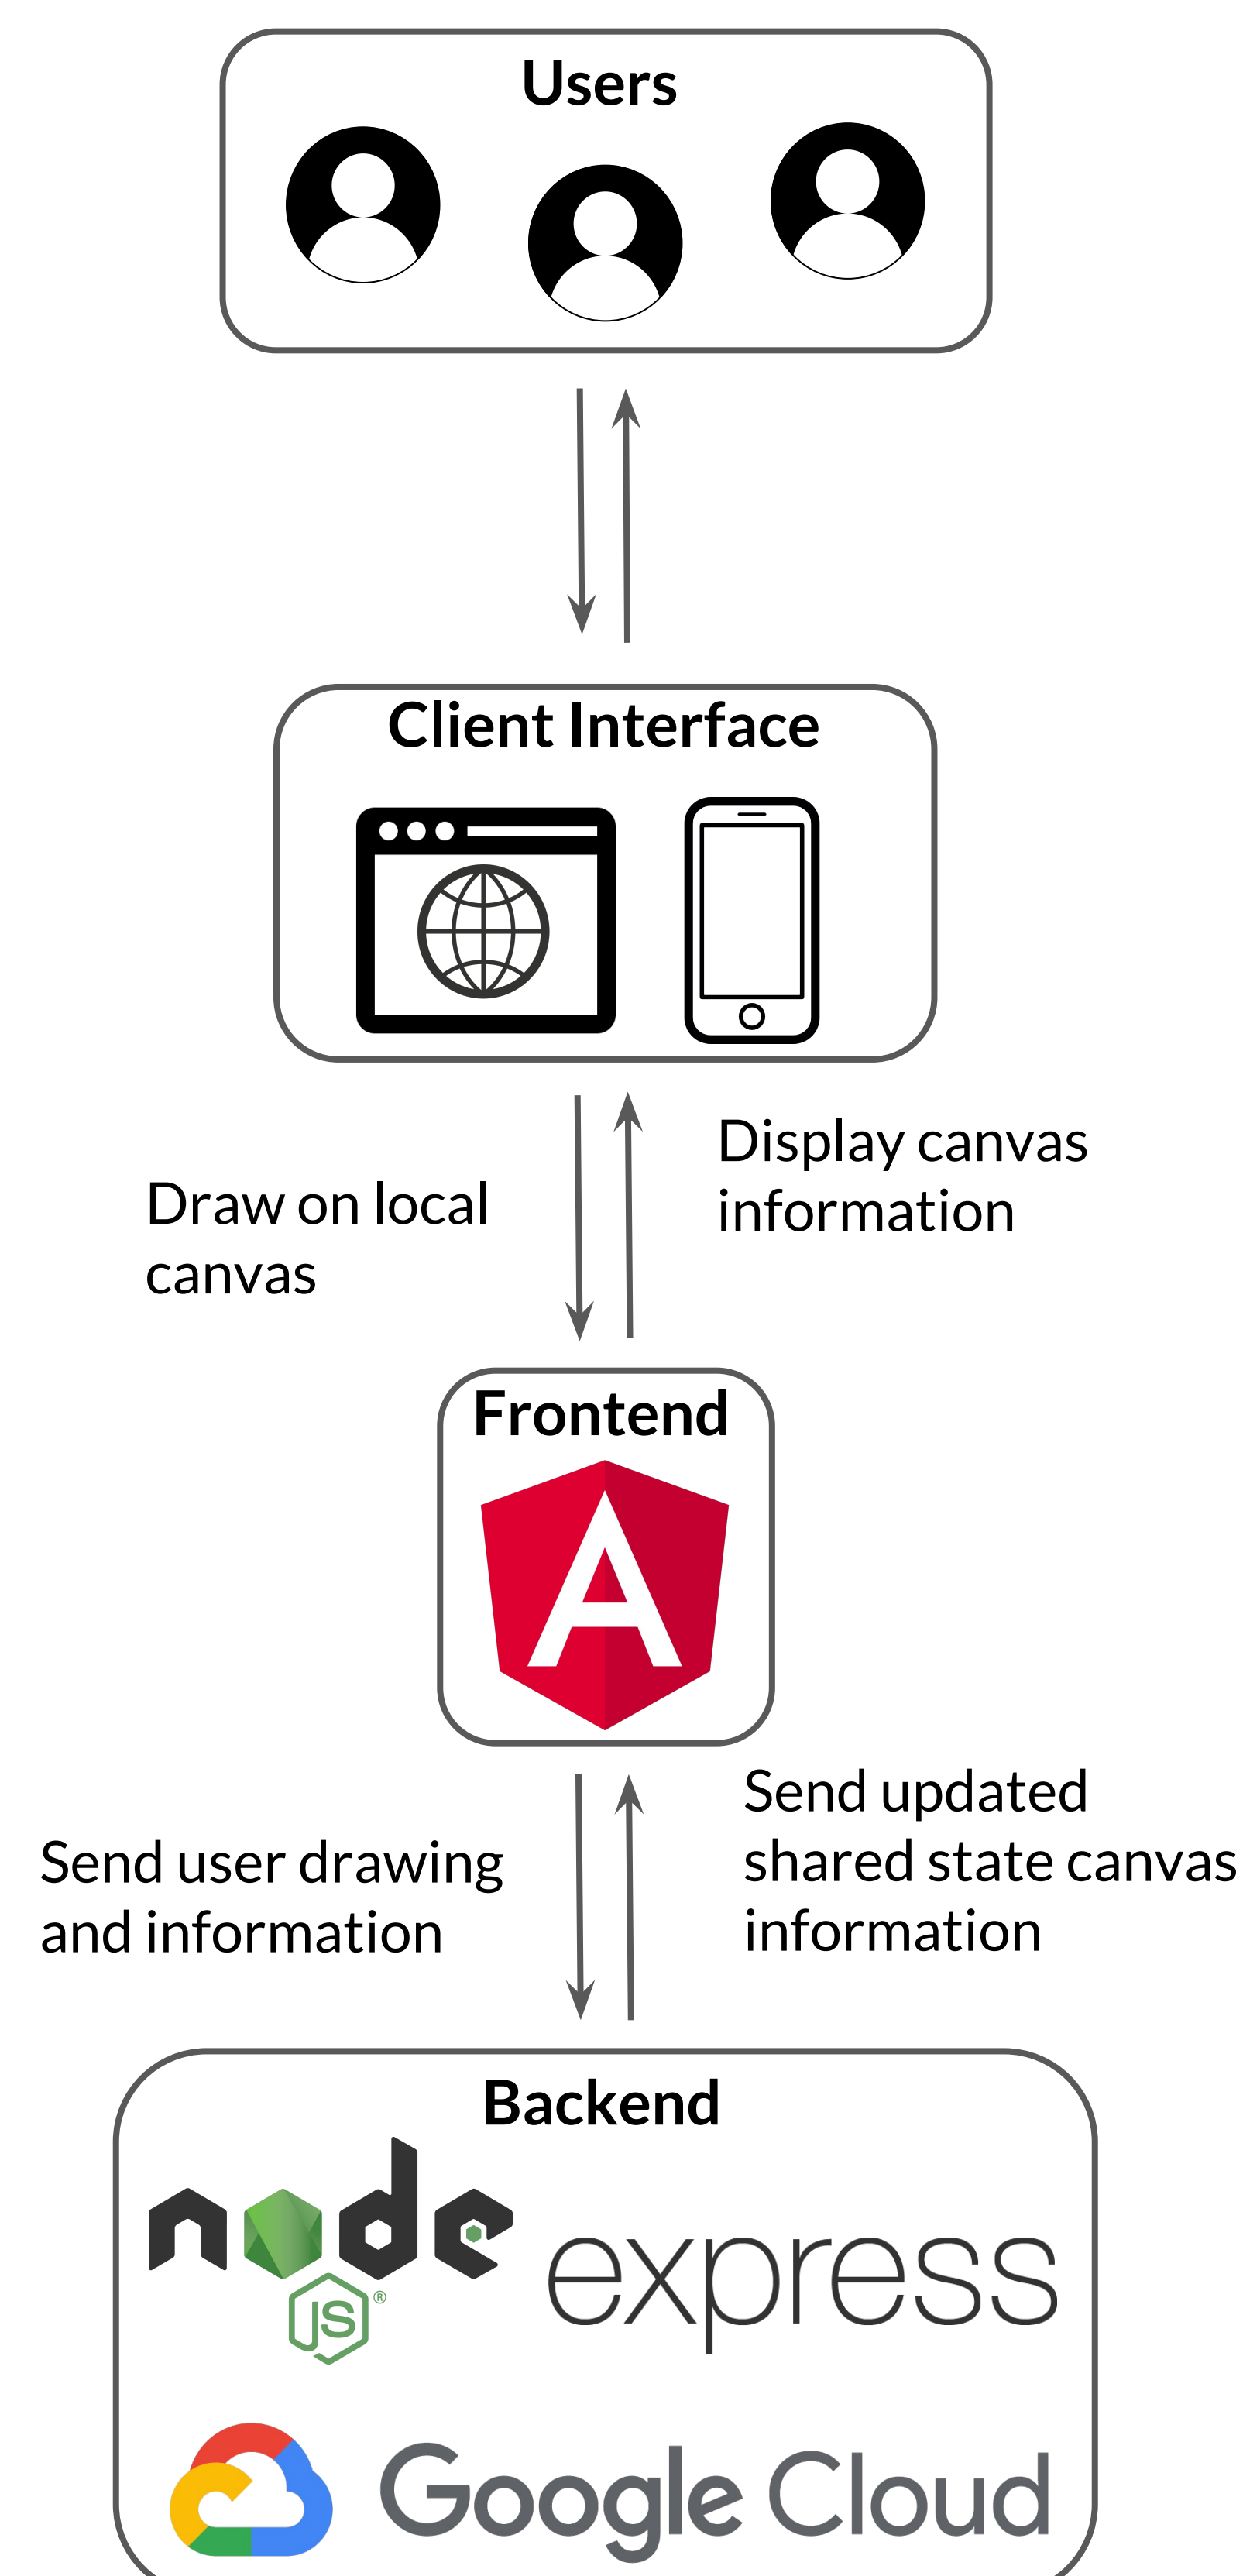 Users
Client Interface
Display canvas
information
Draw on local
canvas
Frontend
A
Send updated
shared state canvas
information
Send user drawing
and information
Backend
node
JS®
express
Google Cloud